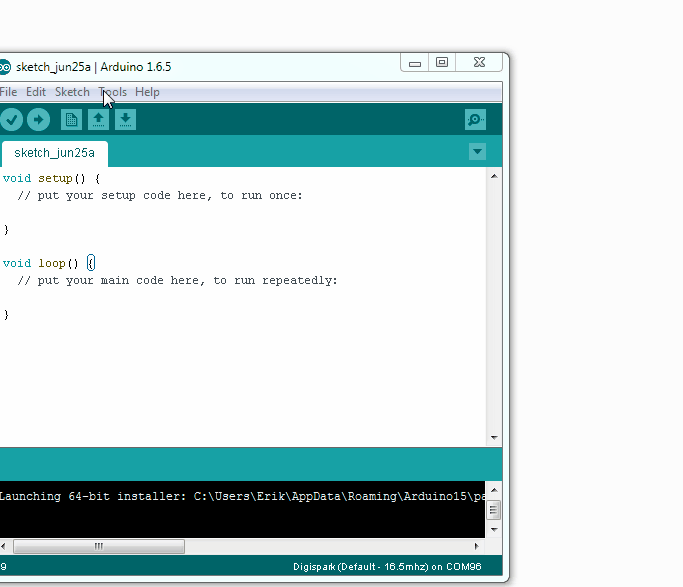 sketch_jun25a | Arduino 1.6.5
File Edit Sketch Tools Help
sketch_jun25a
void setup() {
// put your setup code here, to run once:
}
void loop() {
// put your main code here, to run repeatedly:
}
Launching 64-bit installer: C:\Users\Erik\AppData\Roaming\Arduino15\pa
9
Digispark (Default - 16.5mhz) on COM96